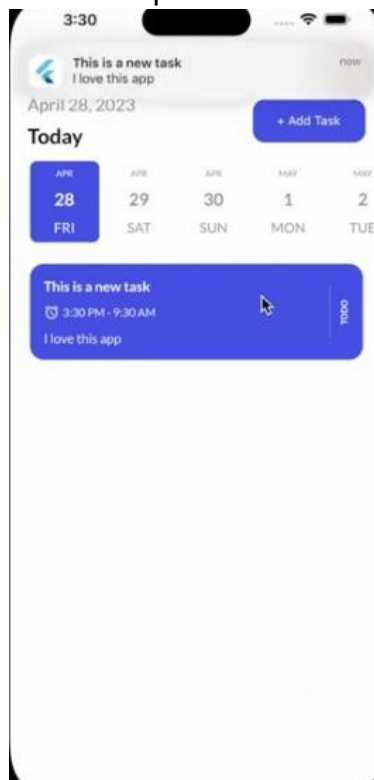 3:30
This is a new task
now
I love this app
April 28, 2023
+ Add Task
Today
APR APR APR MAY MAY
28 29 30 1 2
FRI SAT SUN MON TUE
This is a new task
3:30 PM - 9:30 AM
TODO
I love this app